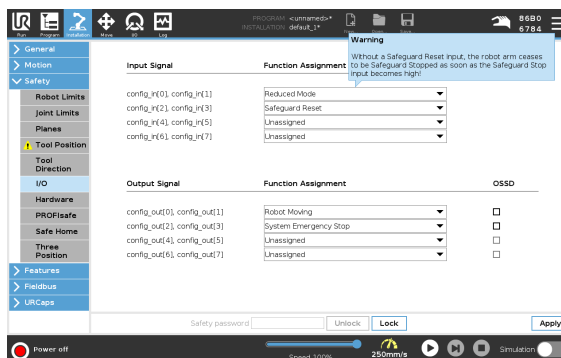 PROGRAM <unnamed>*
INSTALLATION default_1*
86B0
6784
Run Program Installation Move I/O Log
Warning
Without a Safeguard Reset input, the robot arm ceases
to be Safeguard Stopped as soon as the Safeguard Stop
input becomes high!
General
Motion
Safety
Robot Limits
Joint Limits
Planes
Tool Position
Tool
Direction
I/O
Hardware
PROFIsafe
Safe Home
Three
Position
Features
Fieldbus
URCaps
Input Signal Function Assignment
config_in[0], config_in[1] Reduced Mode
config_in[2], config_in[3] Safeguard Reset
config_in[4], config_in[5] Unassigned
config_in[6], config_in[7] Unassigned
Output Signal Function Assignment OSSD
config_out[0], config_out[1] Robot Moving
config_out[2], config_out[3] System Emergency Stop
config_out[4], config_out[5] Unassigned
config_out[6], config_out[7] Unassigned
Safety password Unlock Lock Apply
Power off
Speed 100%
250mm/s
Simulation